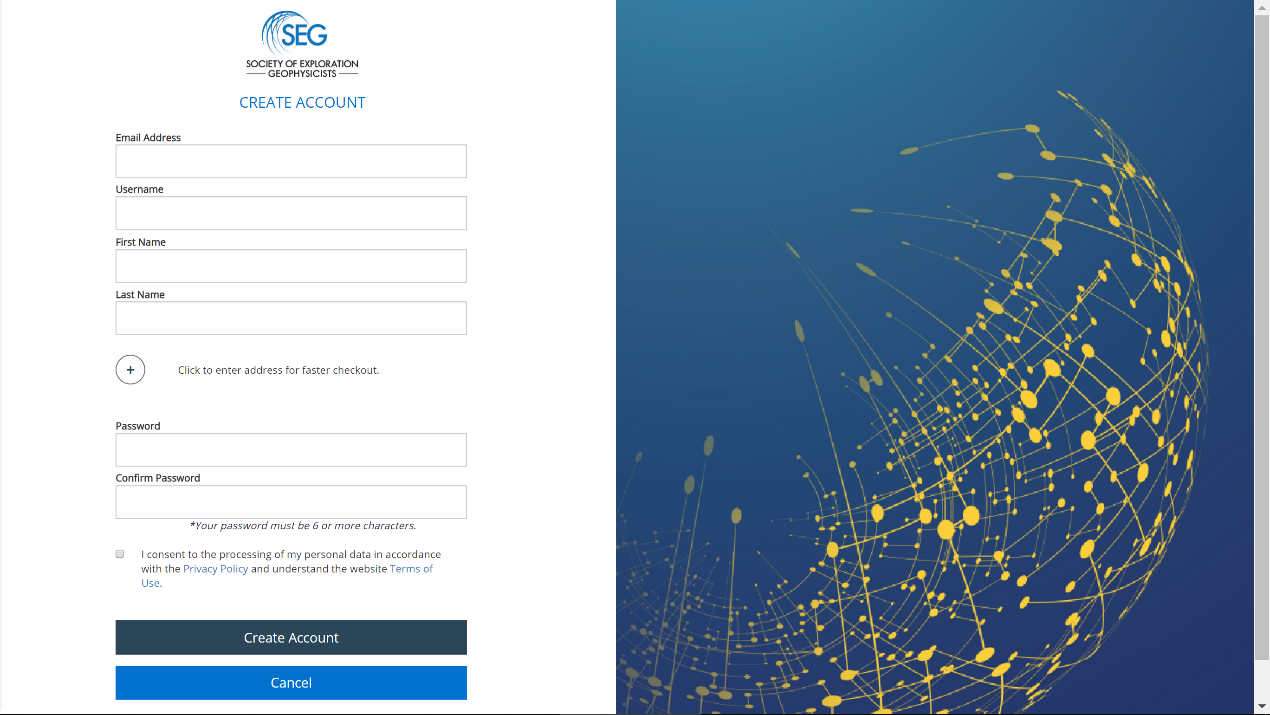 SEG
SOCIETY OF EXPLORATION
GEOPHYSICISTS
CREATE ACCOUNT
Email Address
Username
First Name
Last Name
+
Click to enter address for faster checkout.
Password
Confirm Password
*Your password must be 6 or more characters.
I consent to the processing of my personal data in accordance
with the Privacy Policy and understand the website Terms of
Use.
Create Account
Cancel